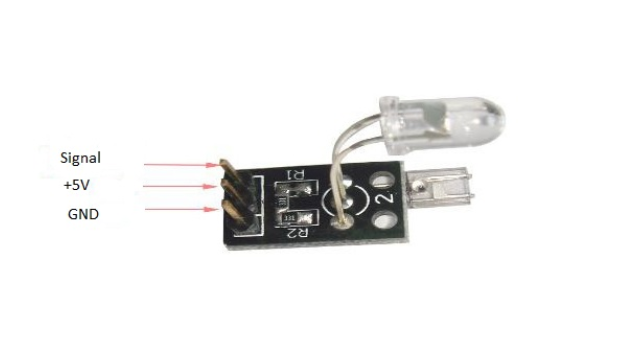 Signal
+5V
GND
R1
R2
2